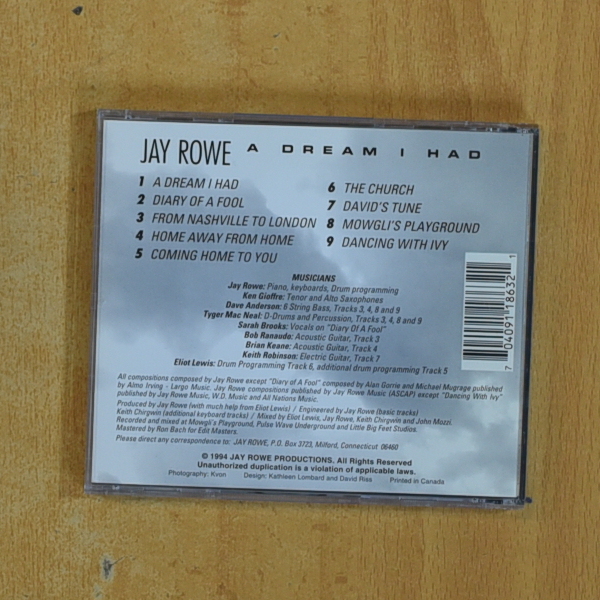 JAY ROWE A DREAM I HAD
1 A DREAM I HAD
2 DIARY OF A FOOL
3 FROM NASHVILLE TO LONDON
4 HOME AWAY FROM HOME
5 COMING HOME TO YOU
6 THE CHURCH
7 DAVID'S TUNE
8 MOWGLI'S PLAYGROUND
9 DANCING WITH IVY
MUSICIANS
Jay Rowe: Piano, keyboards, Drum programming
Ken Gioffre: Tenor and Alto Saxophones
Dave Anderson: 6 String Bass, Tracks 3, 4, 8 and 9
Tyger Mac Neal: D-Drums and Percussion, Tracks 3, 4, 8 and 9
Sarah Brooks: Vocals on "Diary Of A Fool"
Bob Ranaudo: Acoustic Guitar, Track 3
Brian Keane: Acoustic Guitar, Track 4
Keith Robinson: Electric Guitar, Track 7
Eliot Lewis: Drum Programming Track 6, additional drum programming Track 5
All compositions composed by Jay Rowe except "Diary Of A Fool" composed by Alan Gorrie and Michael Mugrage published
by Almo Irving - Largo Music. Jay Rowe compositions published by Jay Rowe Music (ASCAP) except "Dancing With Ivy"
published by Jay Rowe Music, W.D. Music and All Nations Music.
Produced by Jay Rowe (with much help from Eliot Lewis) / Engineered by Jay Rowe (basic tracks)
Keith Chirgwin (additional keyboard tracks) / Mixed by Eliot Lewis, Jay Rowe, Keith Chirgwin and John Mozzi.
Recorded and mixed at Mowgli's Playground, Pulse Wave Underground and Little Big Feet Studios.
Mastered by Ron Bach for Edit Masters.
Please direct any correspondence to: JAY ROWE, P.O. Box 3723, Milford, Connecticut 06460
© 1994 JAY ROWE PRODUCTIONS. All Rights Reserved
Unauthorized duplication is a violation of applicable laws.
Photography: Kvon Design: Kathleen Lombard and David Riss Printed in Canada
7 04091 18632 1